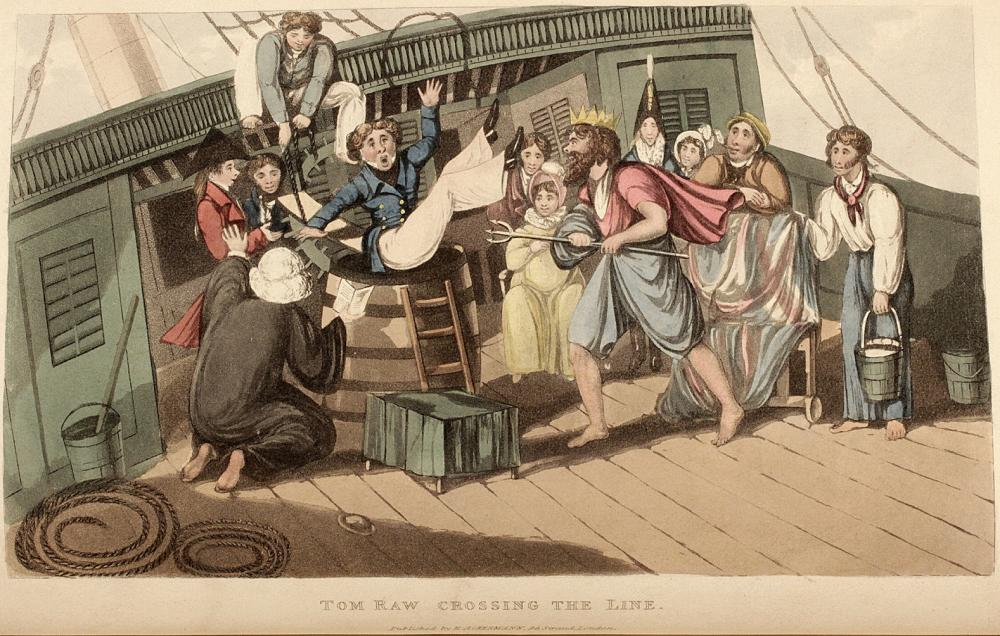 TOM RAW CROSSING THE LINE.
Published by R. ACKERMANN, 96 Strand, London.